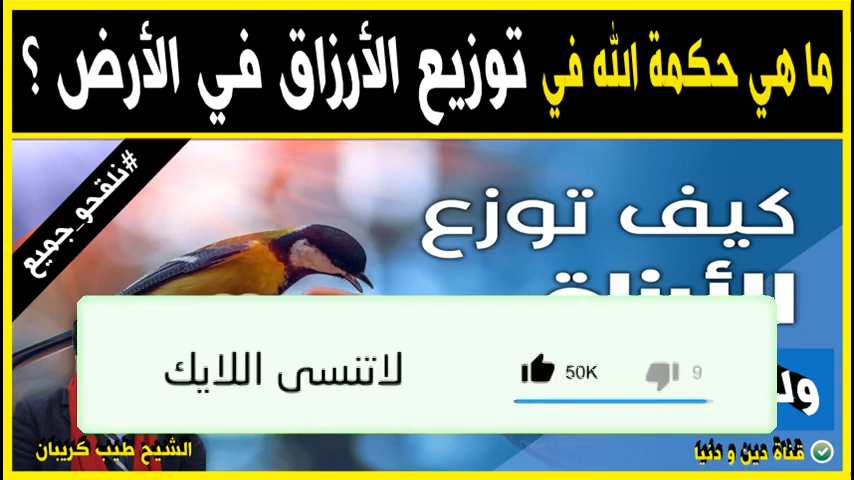 ما هي حكمة الله في توزيع الأرزاق في الأرض ؟
#نلقحو_جميع
كيف توزع
الأرزاق
لاتنسى اللايك
50K
9
الشيخ طيب كريبان
قناة دين و دنيا